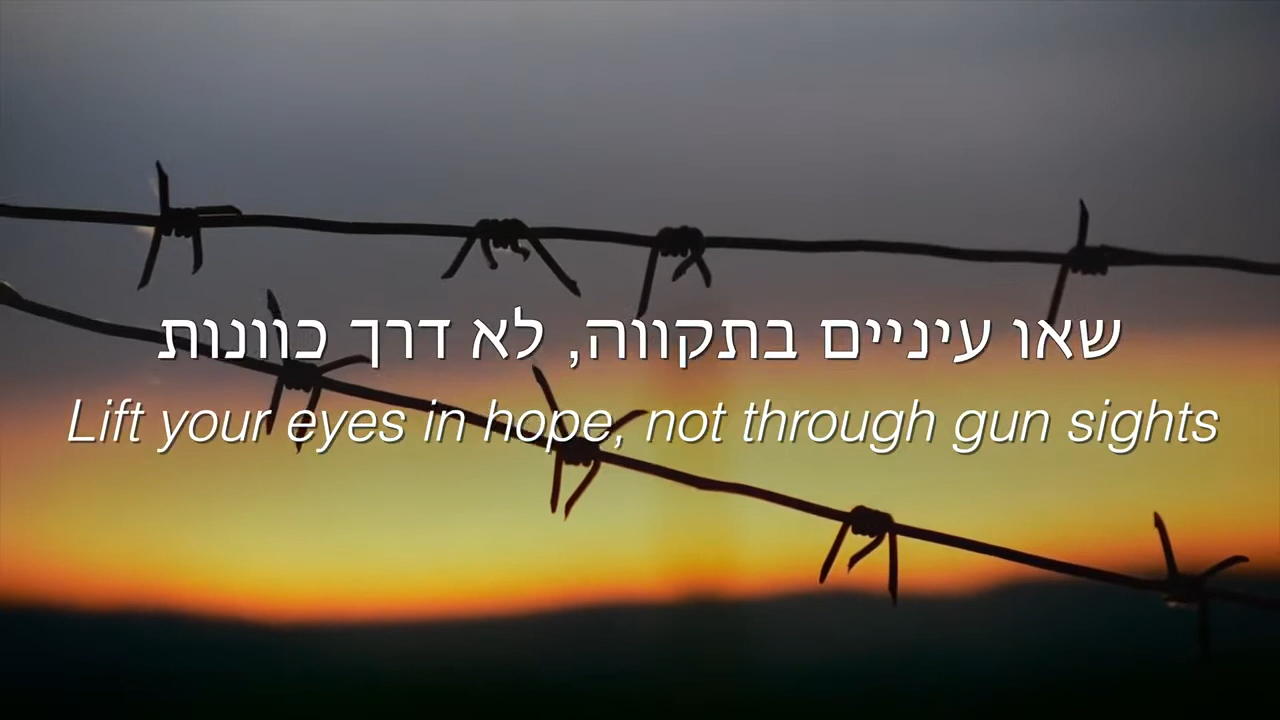 שאו עיניים בתקווה, לא דרך כוונות
Lift your eyes in hope, not through gun sights